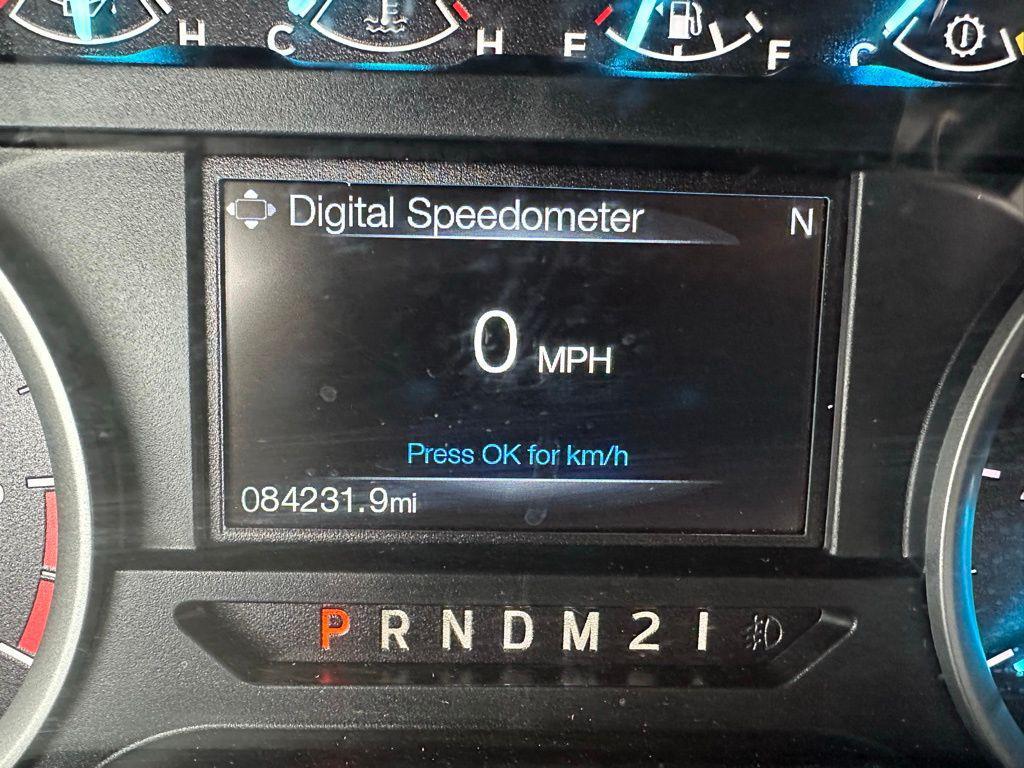 H C H E F C
Digital Speedometer N
0 MPH
Press OK for km/h
084231.9mi
P R N D M 2 1